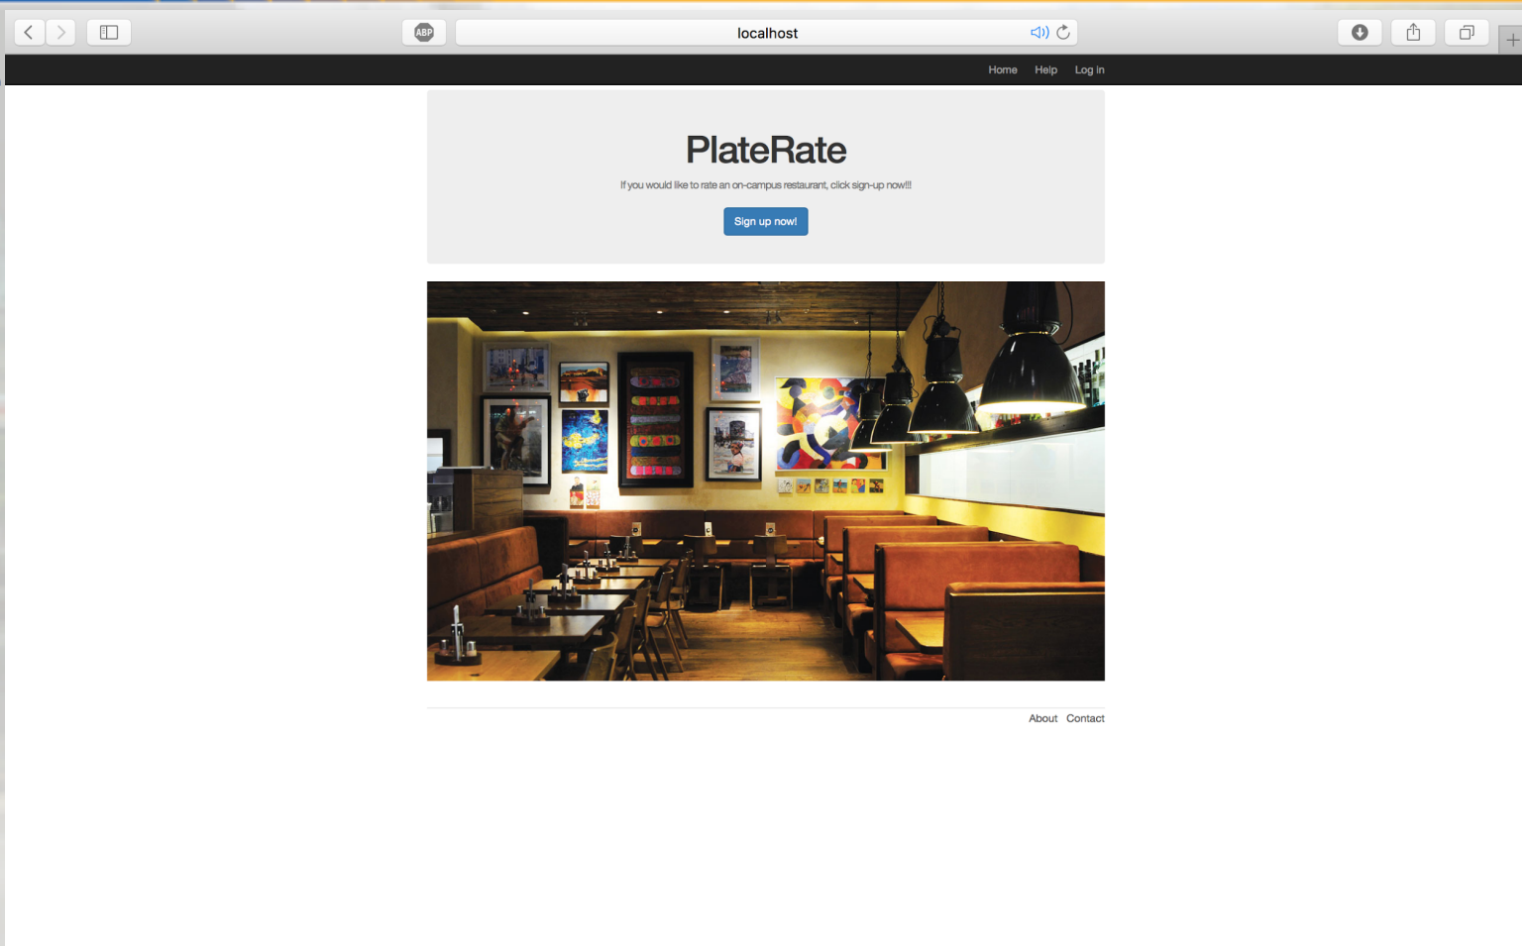 ABP
localhost
Home Help Log in
PlateRate
If you would like to rate an on-campus restaurant, click sign-up now!!!
Sign up now!
About Contact